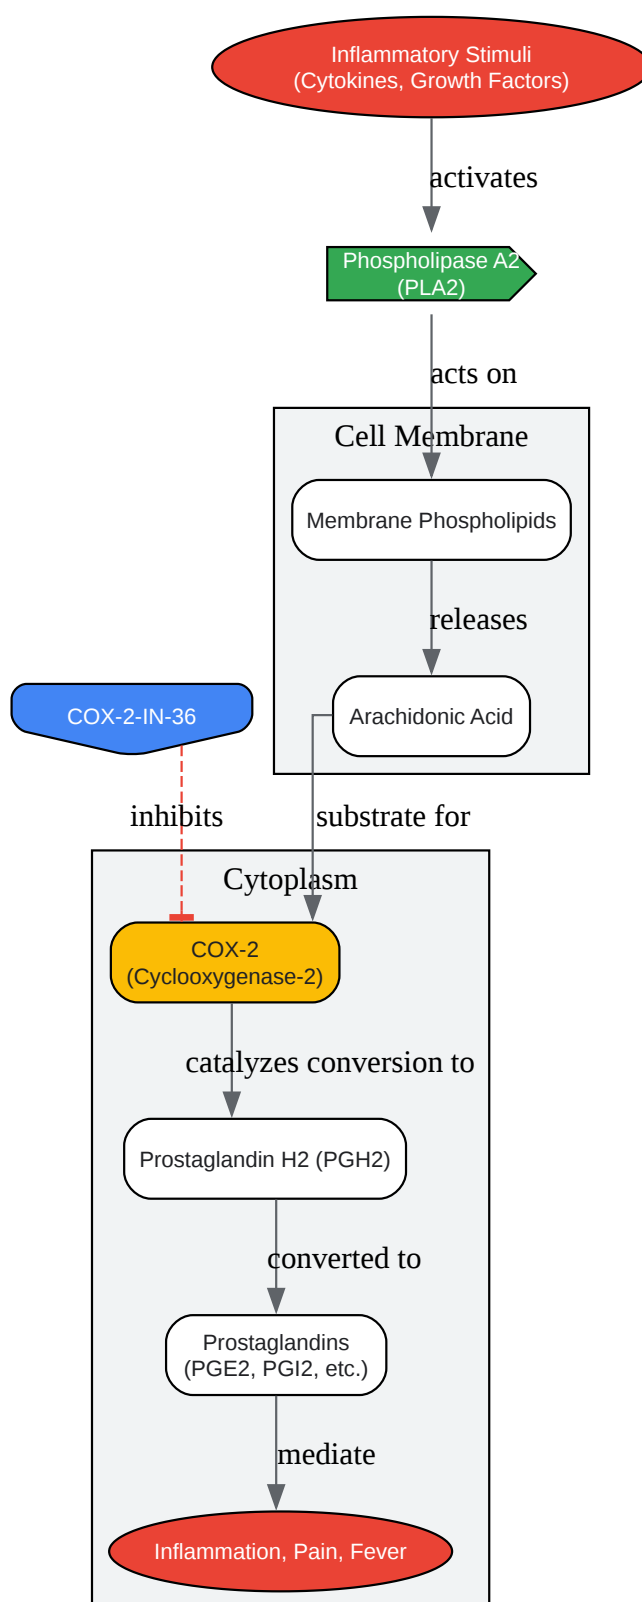 Inflammatory Stimuli
(Cytokines, Growth Factors)
activates
Phospholipase A2
(PLA2)
acts on
Cell Membrane
Membrane Phospholipids
releases
Arachidonic Acid
COX-2-IN-36
inhibits
substrate for
Cytoplasm
COX-2
(Cyclooxygenase-2)
catalyzes conversion to
Prostaglandin H2 (PGH2)
converted to
Prostaglandins
(PGE2, PGI2, etc.)
mediate
Inflammation, Pain, Fever